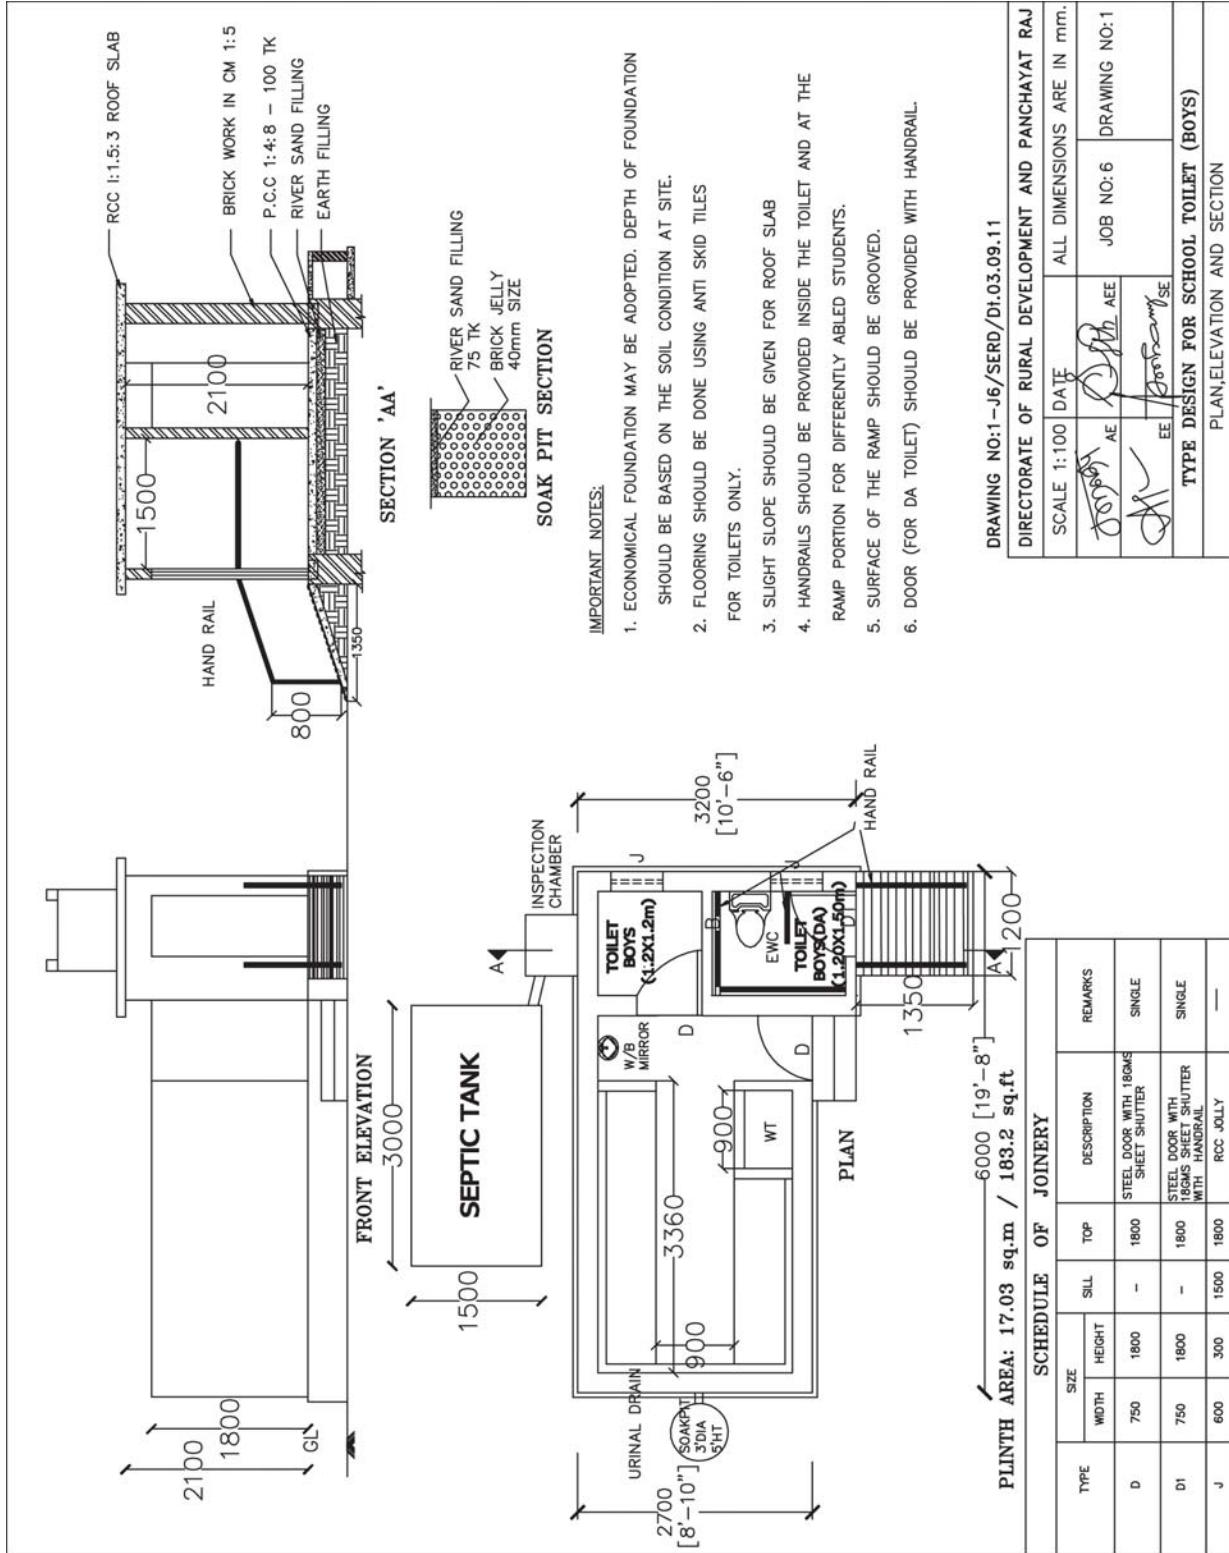 2100
1800
GL
FRONT ELEVATION
HAND RAIL
800
1350
1500
2100
SECTION 'AA'
RCC 1:1.5:3 ROOF SLAB
BRICK WORK IN CM 1:5
P.C.C 1:4:8 – 100 TK
RIVER SAND FILLING
EARTH FILLING
RIVER SAND FILLING
75 TK
BRICK JELLY
40mm SIZE
SOAK PIT SECTION
3000
1500
SEPTIC TANK
INSPECTION
CHAMBER
A
3200
[10'–6"]
J
TOILET
BOYS
(1.2X1.2m)
J
B
EWC
TOILET
BOYS(DA)
(1.20X1.50m)
D1
HAND RAIL
W/B
MIRROR
D
D
3360
900
900
WT
URINAL DRAIN
SOAKPIT
3'DIA
5'HT
2700
[8'–10"]
1350
1200
A
PLAN
6000 [19'–8"]
PLINTH AREA: 17.03 sq.m / 183.2 sq.ft
IMPORTANT NOTES:
1. ECONOMICAL FOUNDATION MAY BE ADOPTED. DEPTH OF FOUNDATION
SHOULD BE BASED ON THE SOIL CONDITION AT SITE.
2. FLOORING SHOULD BE DONE USING ANTI SKID TILES
FOR TOILETS ONLY.
3. SLIGHT SLOPE SHOULD BE GIVEN FOR ROOF SLAB
4. HANDRAILS SHOULD BE PROVIDED INSIDE THE TOILET AND AT THE
RAMP PORTION FOR DIFFERENTLY ABLED STUDENTS.
5. SURFACE OF THE RAMP SHOULD BE GROOVED.
6. DOOR (FOR DA TOILET) SHOULD BE PROVIDED WITH HANDRAIL.
SCHEDULE OF JOINERY
TYPE SIZE SILL TOP DESCRIPTION REMARKS
WIDTH HEIGHT
D 750 1800 – 1800 STEEL DOOR WITH 18GMS SHEET SHUTTER SINGLE
D1 750 1800 – 1800 STEEL DOOR WITH 18GMS SHEET SHUTTER WITH HANDRAIL SINGLE
J 600 300 1500 1800 RCC JOLLY —
DRAWING NO:1–J6/SERD/Dt.03.09.11
DIRECTORATE OF RURAL DEVELOPMENT AND PANCHAYAT RAJ
SCALE 1:100 DATE ALL DIMENSIONS ARE IN mm.
AE AEE JOB NO: 6 DRAWING NO:1
EE SE
TYPE DESIGN FOR SCHOOL TOILET (BOYS)
PLAN,ELEVATION AND SECTION